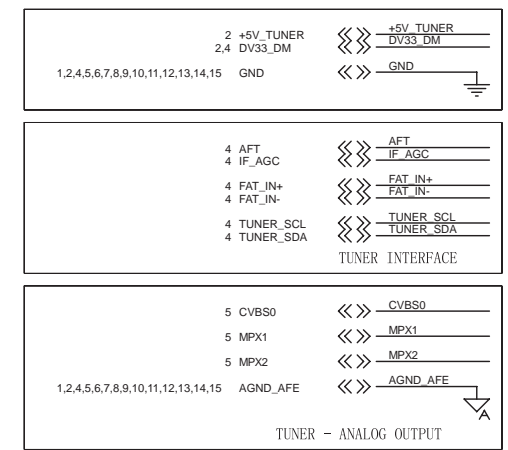 2 +5V_TUNER +5V_TUNER
2,4 DV33_DM DV33_DM
1,2,4,5,6,7,8,9,10,11,12,13,14,15 GND GND
4 AFT AFT
4 IF_AGC IF_AGC
4 FAT_IN+ FAT_IN+
4 FAT_IN- FAT_IN-
4 TUNER_SCL TUNER_SCL
4 TUNER_SDA TUNER_SDA
TUNER INTERFACE
5 CVBS0 CVBS0
5 MPX1 MPX1
5 MPX2 MPX2
1,2,4,5,6,7,8,9,10,11,12,13,14,15 AGND_AFE AGND_AFE
A
TUNER - ANALOG OUTPUT